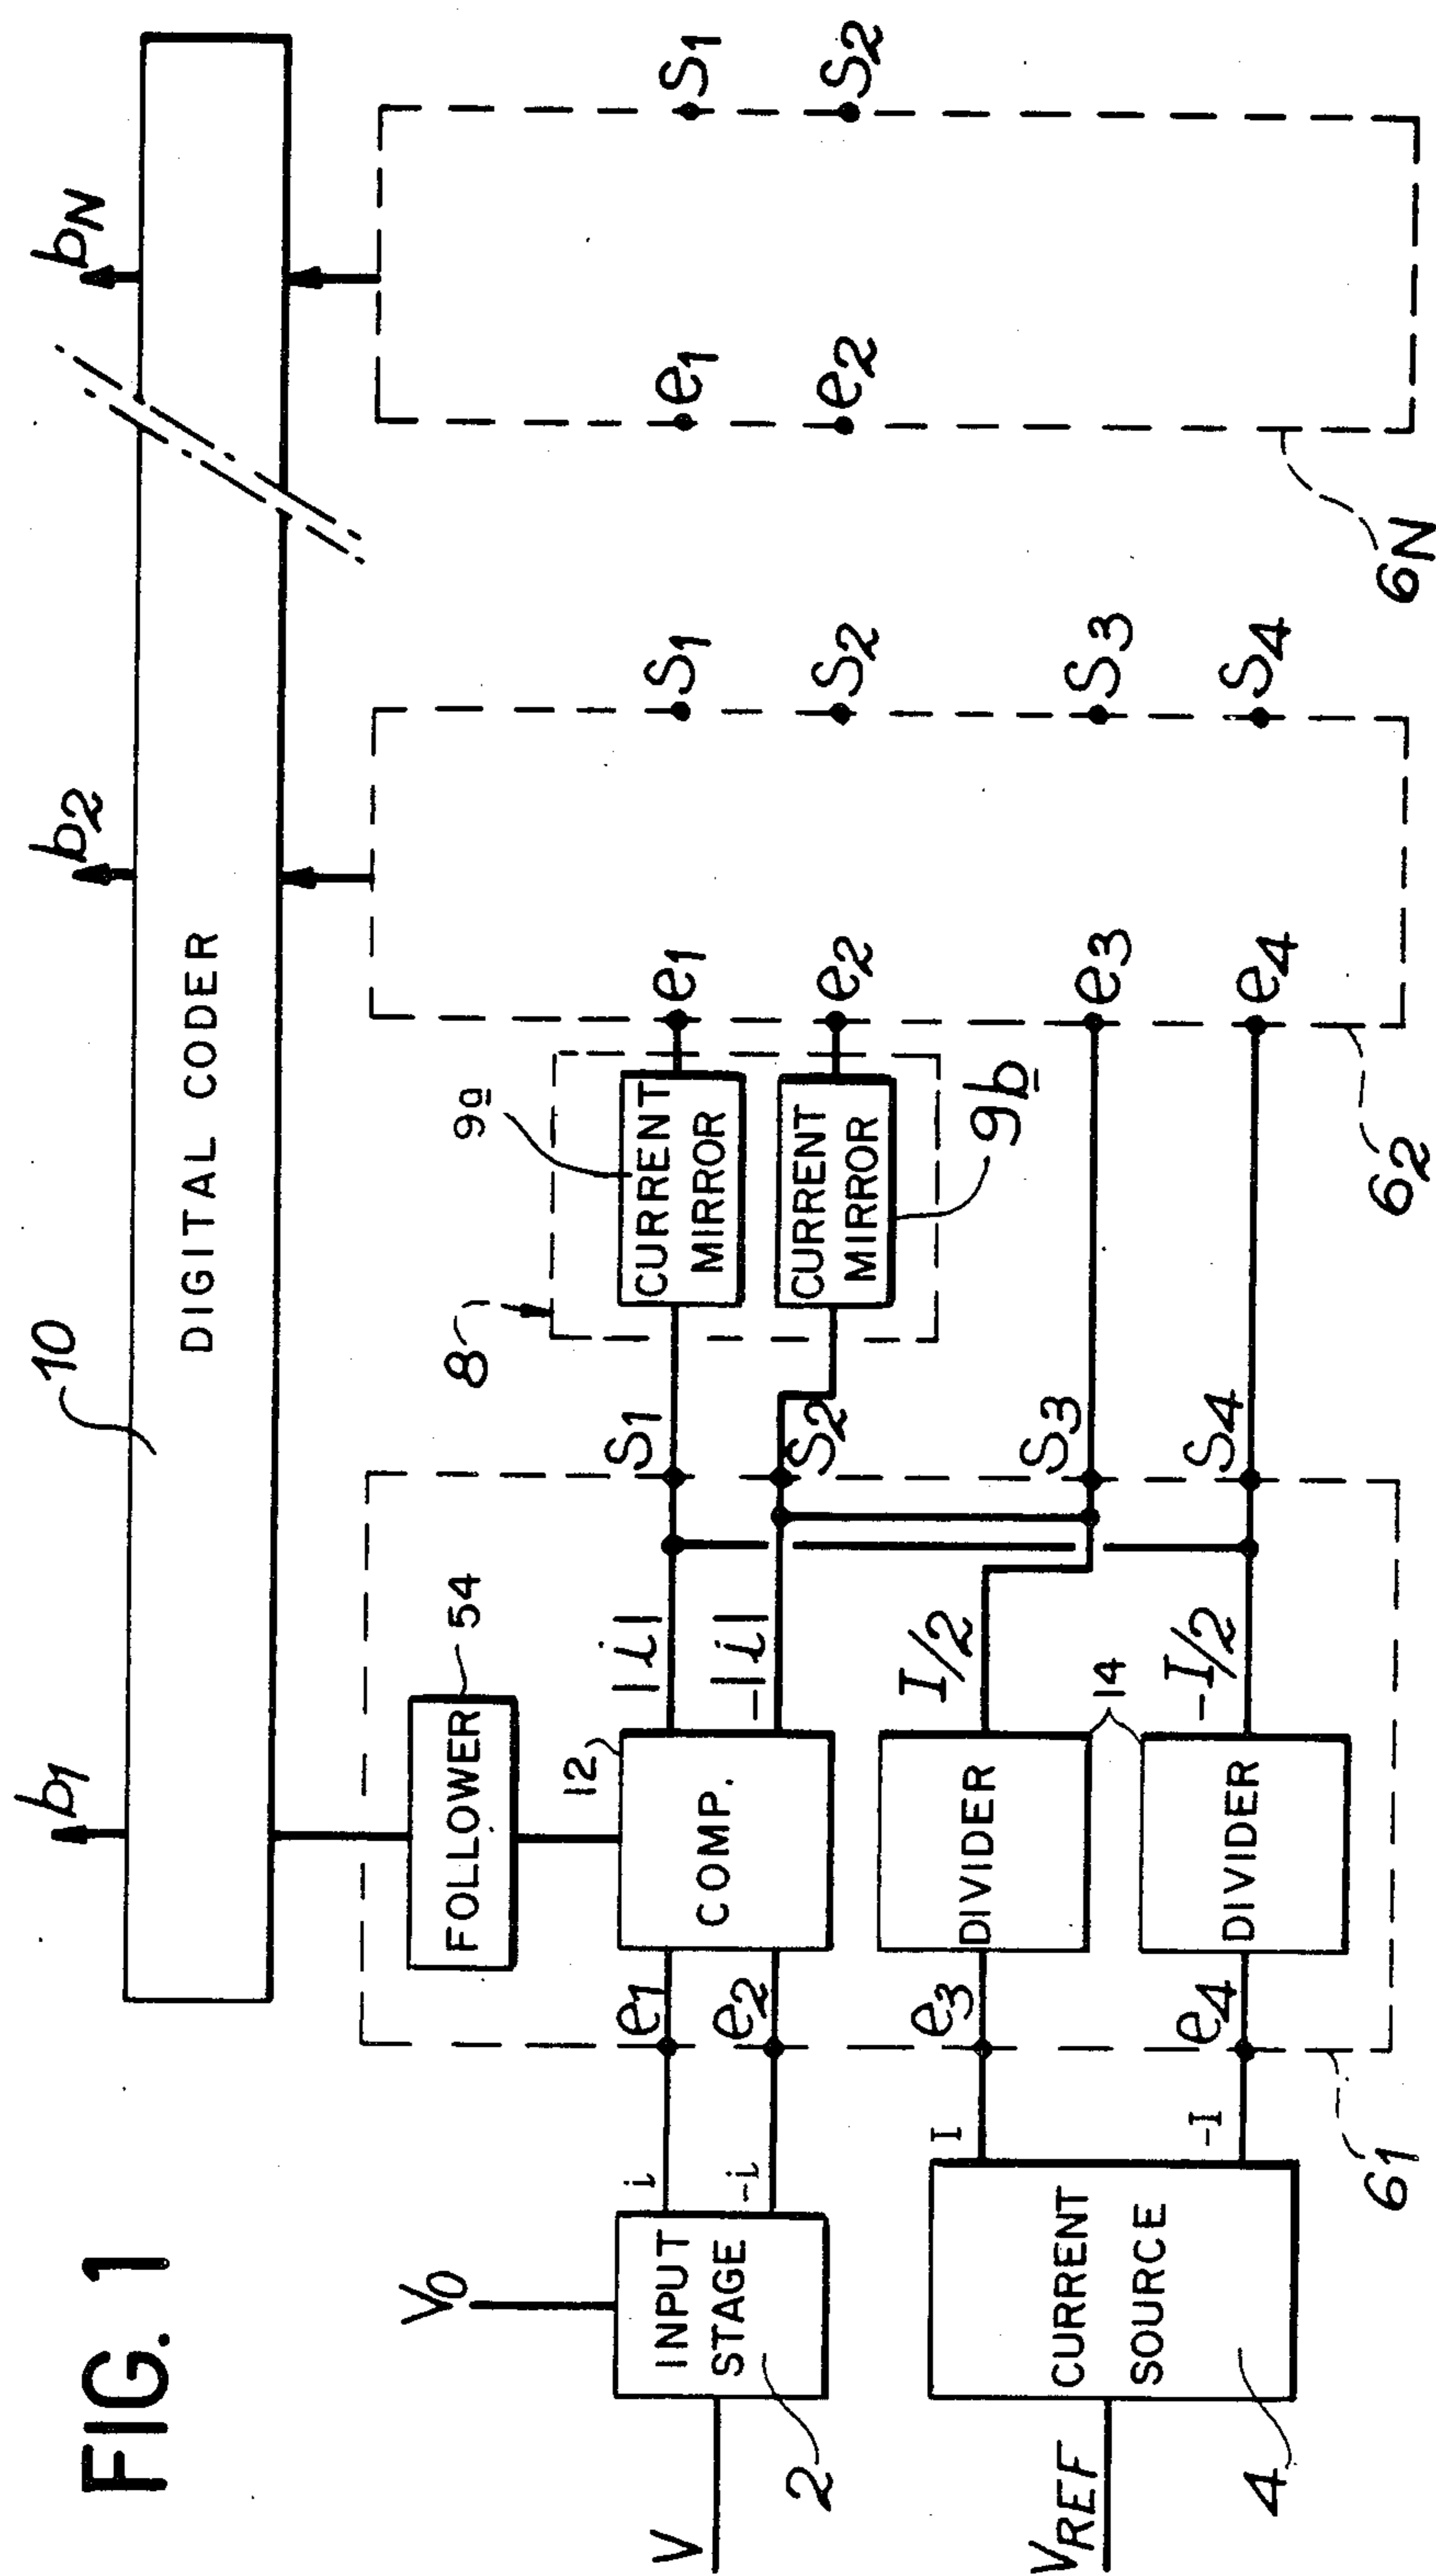 FIG. 1
b1
b2
bN
10
DIGITAL CODER
V0
V
INPUT
STAGE
2
i
-i
VREF
CURRENT
SOURCE
4
I
-I
61
FOLLOWER
54
e1
e2
12
COMP.
|i|
-|i|
e3
e4
DIVIDER
DIVIDER
14
I/2
-I/2
S1
S2
S3
S4
8
9a
CURRENT
MIRROR
CURRENT
MIRROR
9b
e1
e2
e3
e4
62
S1
S2
S3
S4
e1
e2
6N
S1
S2